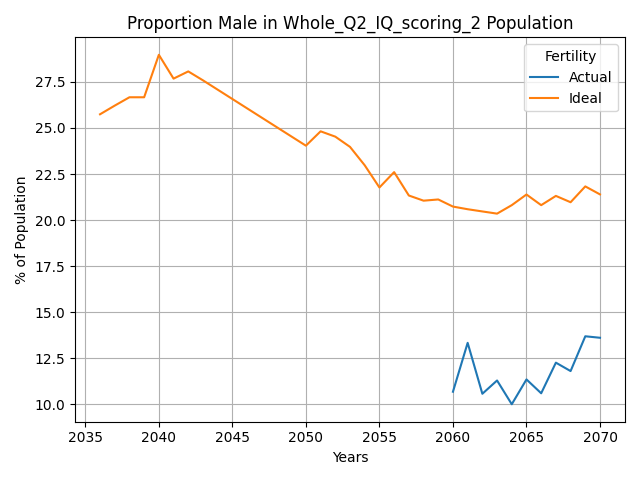 Proportion Male in Whole_Q2_IQ_scoring_2 Population
Fertility
Actual
Ideal
% of Population
27.5
25.0
22.5
20.0
17.5
15.0
12.5
10.0
2035 2040 2045 2050 2055 2060 2065 2070
Years